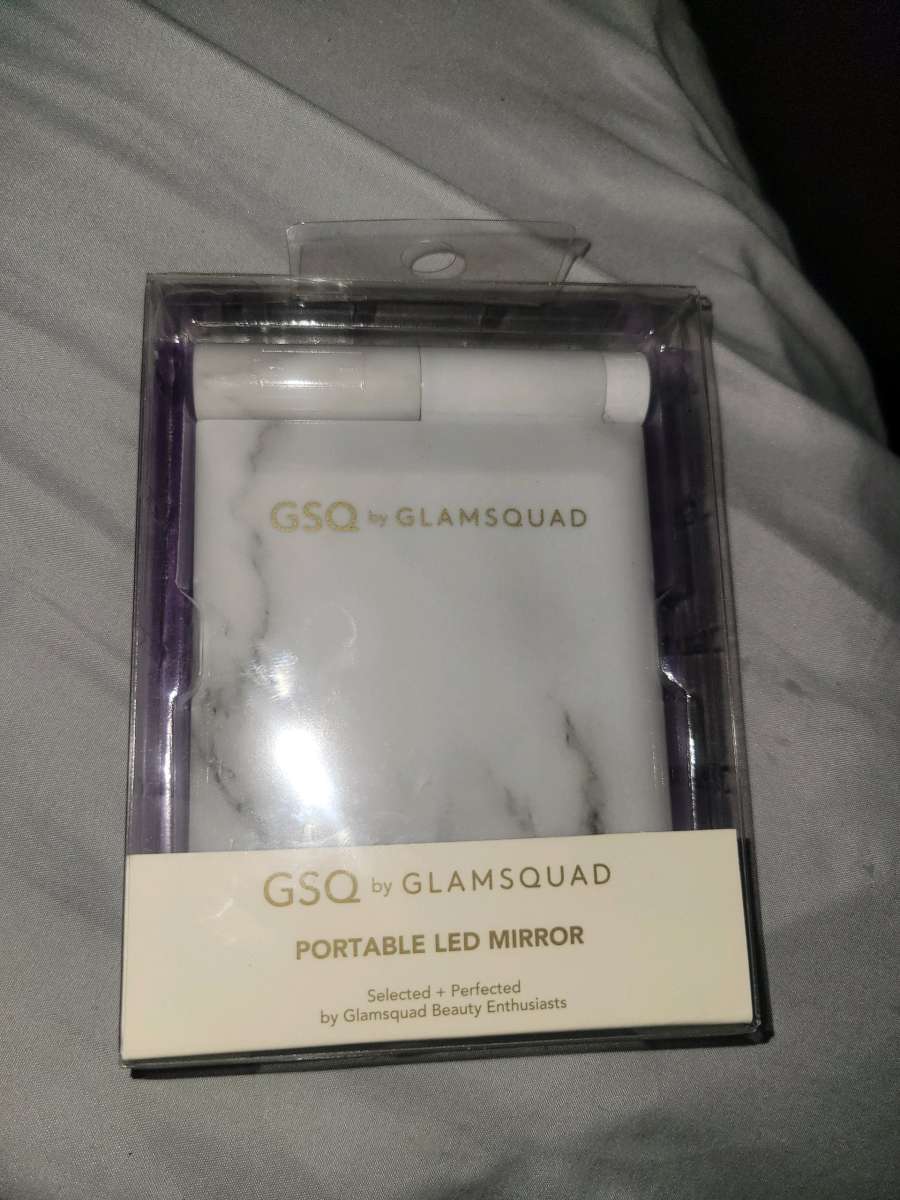 GSQ by GLAMSQUAD
GSQ by GLAMSQUAD
PORTABLE LED MIRROR
Selected + Perfected
by Glamsquad Beauty Enthusiasts